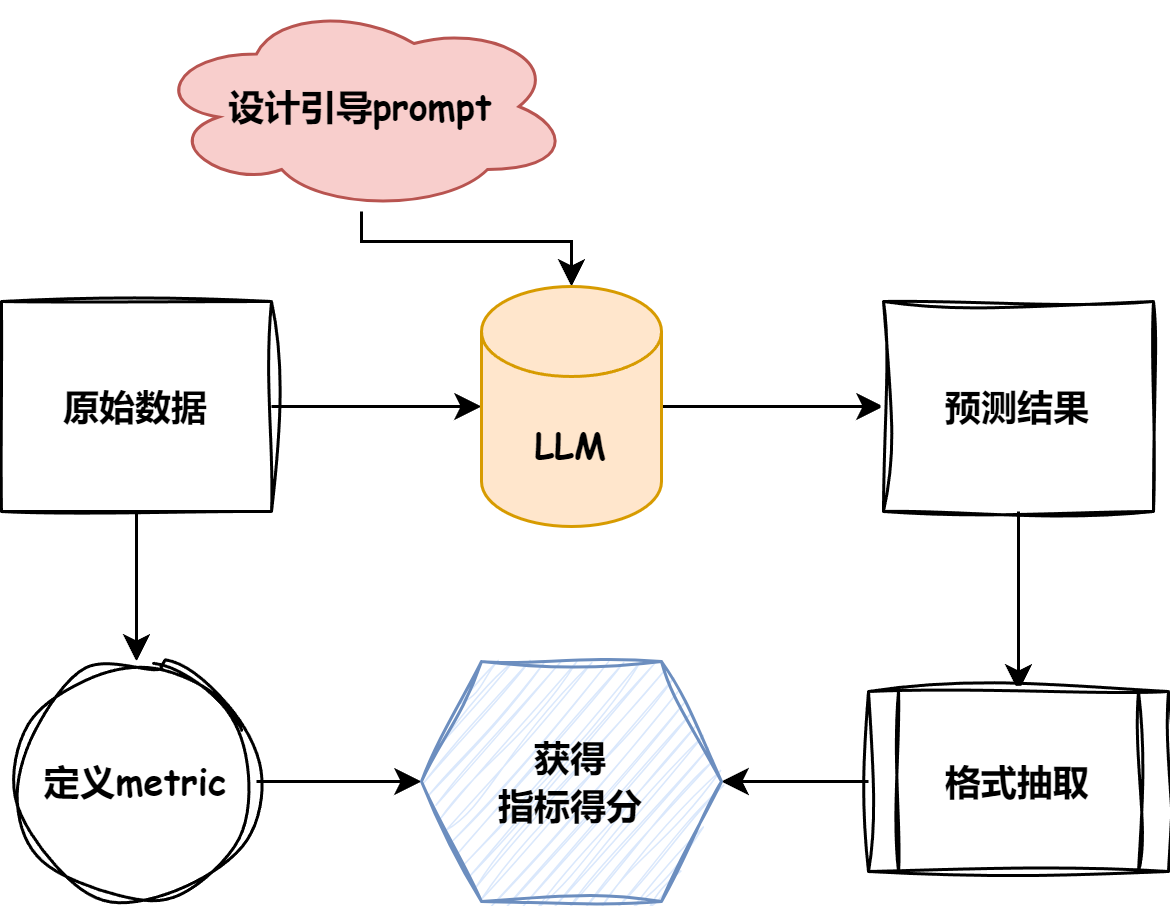 设计引导prompt
原始数据
LLM
预测结果
定义metric
获得
指标得分
格式抽取